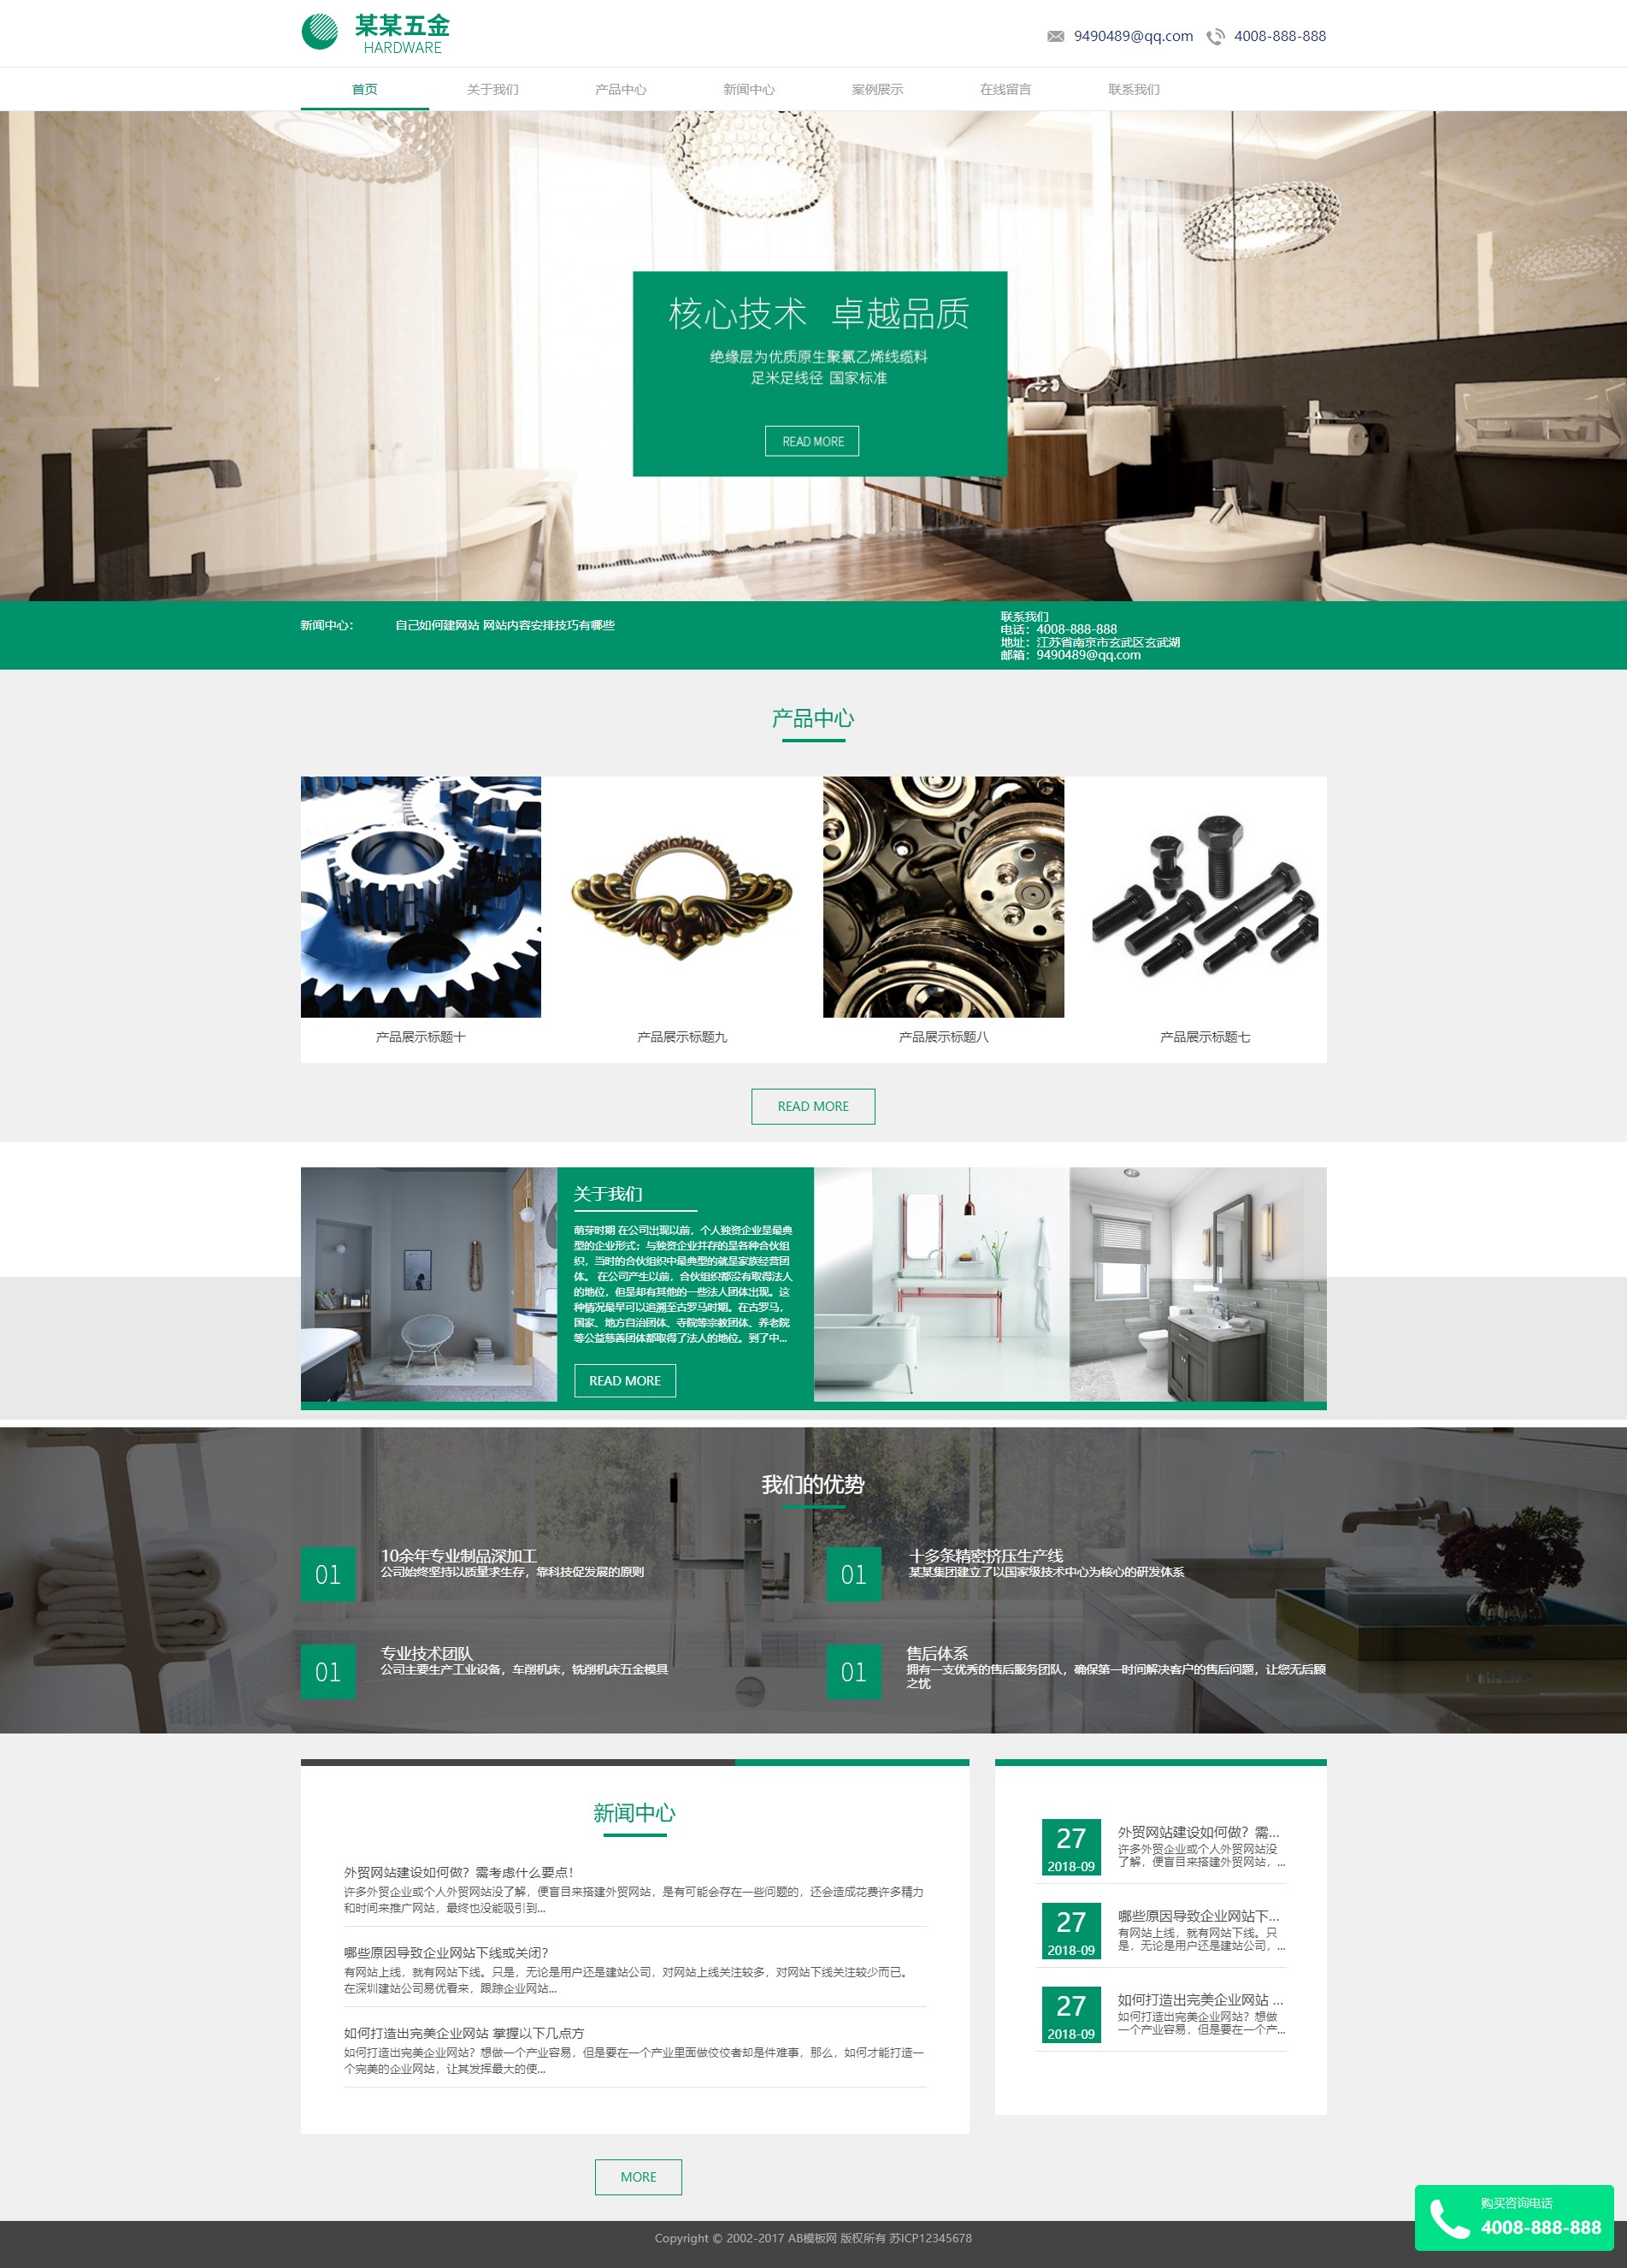 某某五金
HARDWARE
9490489@qq.com
4008-888-888
首页
关于我们
产品中心
新闻中心
案例展示
在线留言
联系我们
核心技术 卓越品质
绝缘层为优质原生聚氯乙烯线缆料
足米足线径 国家标准
READ MORE
新闻中心：
自己如何建网站 网站内容安排技巧有哪些
联系我们
电话：4008-888-888
地址：江苏省南京市玄武区玄武湖
邮箱：9490489@qq.com
产品中心
产品展示标题十
产品展示标题九
产品展示标题八
产品展示标题七
READ MORE
关于我们
萌芽时期 在公司出现以前，个人独资企业是最典
型的企业形式；与独资企业并存的是各种合伙组
织，当时的合伙组织中最典型的就是家族经营团
体。 在公司产生以前，合伙组织都没有取得法人
的地位，但是却有其他的一些法人团体出现。这
种情况最早可以追溯至古罗马时期。在古罗马，
国家、地方自治团体、寺院等宗教团体、养老院
等公益慈善团体都取得了法人的地位。到了中...
READ MORE
我们的优势
01
10余年专业制品深加工
公司始终坚持以质量求生存，靠科技促发展的原则
01
十多条精密挤压生产线
某某集团建立了以国家级技术中心为核心的研发体系
01
专业技术团队
公司主要生产工业设备，车削机床，铣削机床五金模具
01
售后体系
拥有一支优秀的售后服务团队，确保第一时间解决客户的售后问题，让您无后顾
之忧
新闻中心
外贸网站建设如何做？需考虑什么要点！
许多外贸企业或个人外贸网站没了解，便盲目来搭建外贸网站，是有可能会存在一些问题的，还会造成花费许多精力
和时间来推广网站，最终也没能吸引到...
哪些原因导致企业网站下线或关闭？
有网站上线，就有网站下线。只是，无论是用户还是建站公司，对网站上线关注较多，对网站下线关注较少而已。
在深圳建站公司易优看来，跟踪企业网站...
如何打造出完美企业网站 掌握以下几点方
如何打造出完美企业网站？想做一个产业容易，但是要在一个产业里面做佼佼者却是件难事，那么，如何才能打造一
个完美的企业网站，让其发挥最大的使...
MORE
27
2018-09
外贸网站建设如何做？需...
许多外贸企业或个人外贸网站没
了解，便盲目来搭建外贸网站，...
27
2018-09
哪些原因导致企业网站下...
有网站上线，就有网站下线。只
是，无论是用户还是建站公司，...
27
2018-09
如何打造出完美企业网站 ...
如何打造出完美企业网站？想做
一个产业容易，但是要在一个产...
购买咨询电话
4008-888-888
Copyright © 2002-2017 AB模板网 版权所有 苏ICP12345678